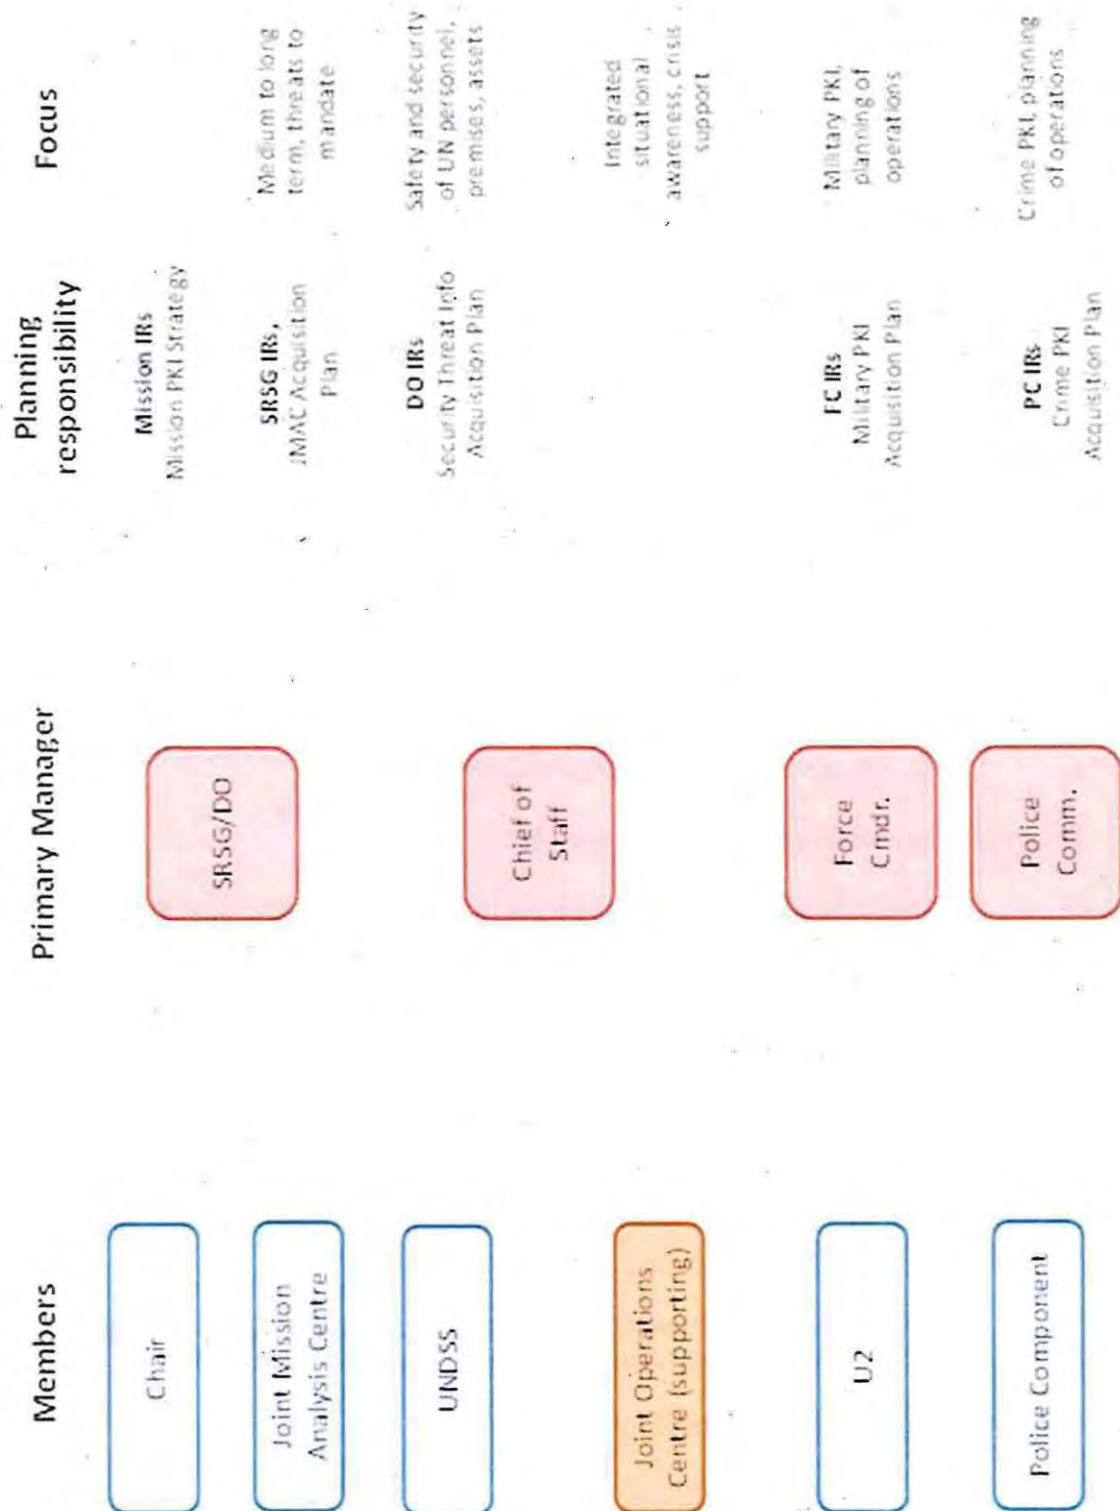 Members
Primary Manager
Planning
responsibility
Focus
Chair
Mission IRs
Mission PKI Strategy
Joint Mission
Analysis Centre
SRSG/DO
SRSG IRs,
JMAC Acquisition
Plan
Medium to long
term, threats to
mandate
UNDSS
DO IRs
Security Threat Info
Acquisition Plan
Safety and security
of UN personnel,
premises, assets
Chief of
Staff
Joint Operations
Centre (supporting)
Integrated
situational
awareness, crisis
support
U2
Force
Cmdr.
FC IRs
Military PKI
Acquisition Plan
Military PKI,
planning of
operations
Police Component
Police
Comm.
PC IRs
Crime PKI
Acquisition Plan
Crime PKI, planning
of operations